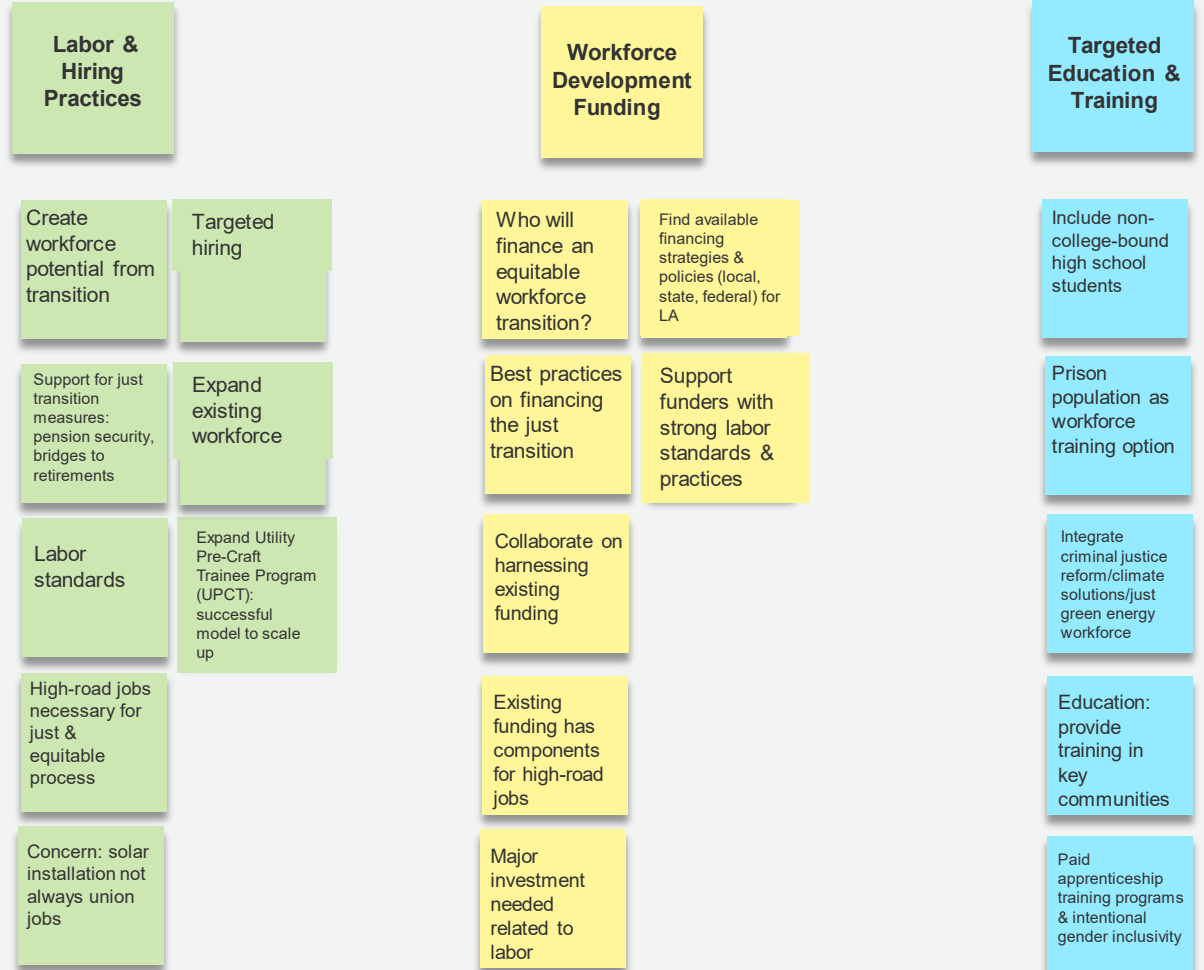 Labor &
Hiring
Practices
Create
workforce
potential from
transition
Targeted
hiring
Support for just
transition
measures:
pension security,
bridges to
retirements
Expand
existing
workforce
Labor
standards
Expand Utility
Pre-Craft
Trainee Program
(UPCT):
successful
model to scale
up
High-road jobs
necessary for
just &
equitable
process
Concern: solar
installation not
always union
jobs
Workforce
Development
Funding
Who will
finance an
equitable
workforce
transition?
Find available
financing
strategies &
policies (local,
state, federal) for
LA
Best practices
on financing
the just
transition
Support
funders with
strong labor
standards &
practices
Collaborate on
harnessing
existing
funding
Existing
funding has
components
for high-road
jobs
Major
investment
needed
related to
labor
Targeted
Education &
Training
Include non-
college-bound
high school
students
Prison
population as
workforce
training option
Integrate
criminal justice
reform/climate
solutions/just
green energy
workforce
Education:
provide
training in
key
communities
Paid
apprenticeship
training programs
& intentional
gender inclusivity